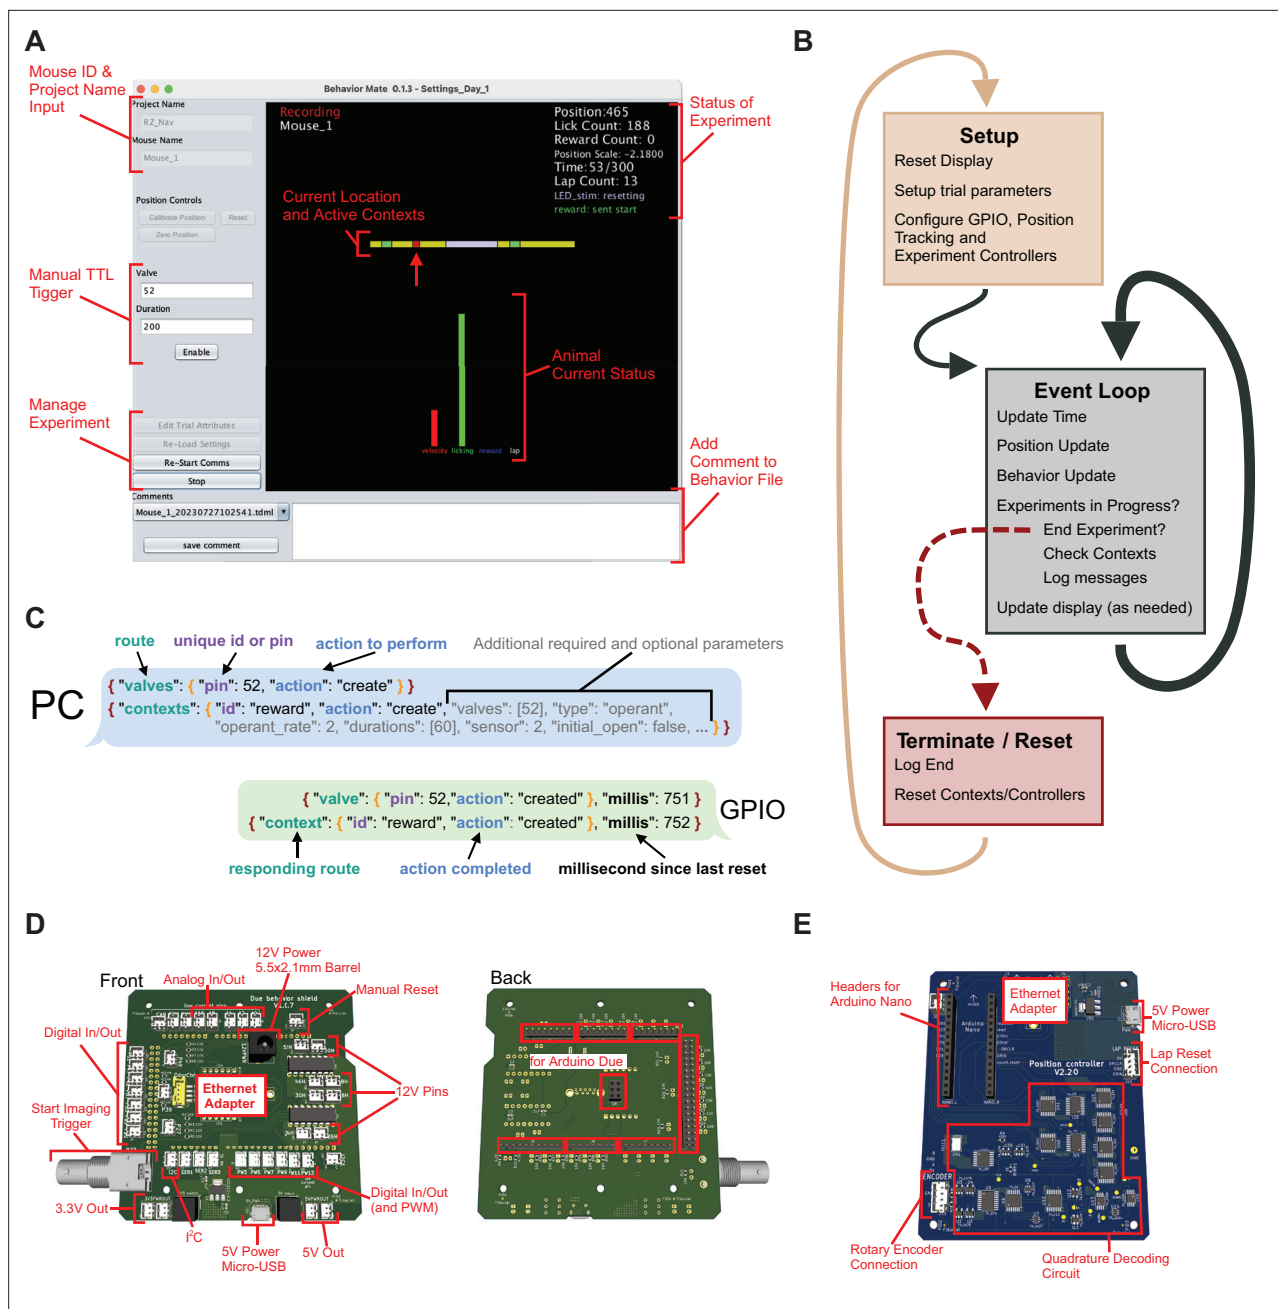 A
Mouse ID &
Project Name
Input
Behavior Mate 0.1.3 - Settings_Day_1
Project Name
RZ_Nav
Mouse Name
Mouse_1
Position Controls
Calibrate Position
Reset
Zero Position
Manual TTL
Tigger
Valve
52
Duration
200
Enable
Manage
Experiment
Edit Trial Attributes
Re-Load Settings
Re-Start Comms
Stop
Comments
Mouse_1_20230727102541.tdml
save comment
Recording
Mouse_1
Position:465
Lick Count: 188
Reward Count: 0
Position Scale: -2.1800
Time:53/300
Lap Count: 13
LED_stim: resetting
reward: sent start
Status of
Experiment
Current Location
and Active Contexts
Animal
Current Status
velocity licking reward lap
Add
Comment to
Behavior File
B
Setup
Reset Display
Setup trial parameters
Configure GPIO, Position
Tracking and
Experiment Controllers
Event Loop
Update Time
Position Update
Behavior Update
Experiments in Progress?
End Experiment?
Check Contexts
Log messages
Update display (as needed)
Terminate / Reset
Log End
Reset Contexts/Controllers
C
route
unique id or pin
action to perform
Additional required and optional parameters
PC
{ "valves": { "pin": 52, "action": "create" } }
{ "contexts": { "id": "reward", "action": "create", "valves": [52], "type": "operant",
"operant_rate": 2, "durations": [60], "sensor": 2, "initial_open": false, ... } }
{ "valve": { "pin": 52,"action": "created" }, "millis": 751 }
{ "context": { "id": "reward", "action": "created" }, "millis": 752 }
GPIO
responding route
action completed
millisecond since last reset
D
Front
12V Power
5.5x2.1mm Barrel
Analog In/Out
Manual Reset
Due behavior shield
Digital In/Out
Ethernet
Adapter
12V Pins
Start Imaging
Trigger
3.3V Out
I²C
5V Power
Micro-USB
5V Out
Digital In/Out
(and PWM)
Back
for Arduino Due
E
Headers for
Arduino Nano
Ethernet
Adapter
Arduino
Nano
5V Power
Micro-USB
Position controller
V2.20
Lap Reset
Connection
ENCODER
Rotary Encoder
Connection
Quadrature Decoding
Circuit